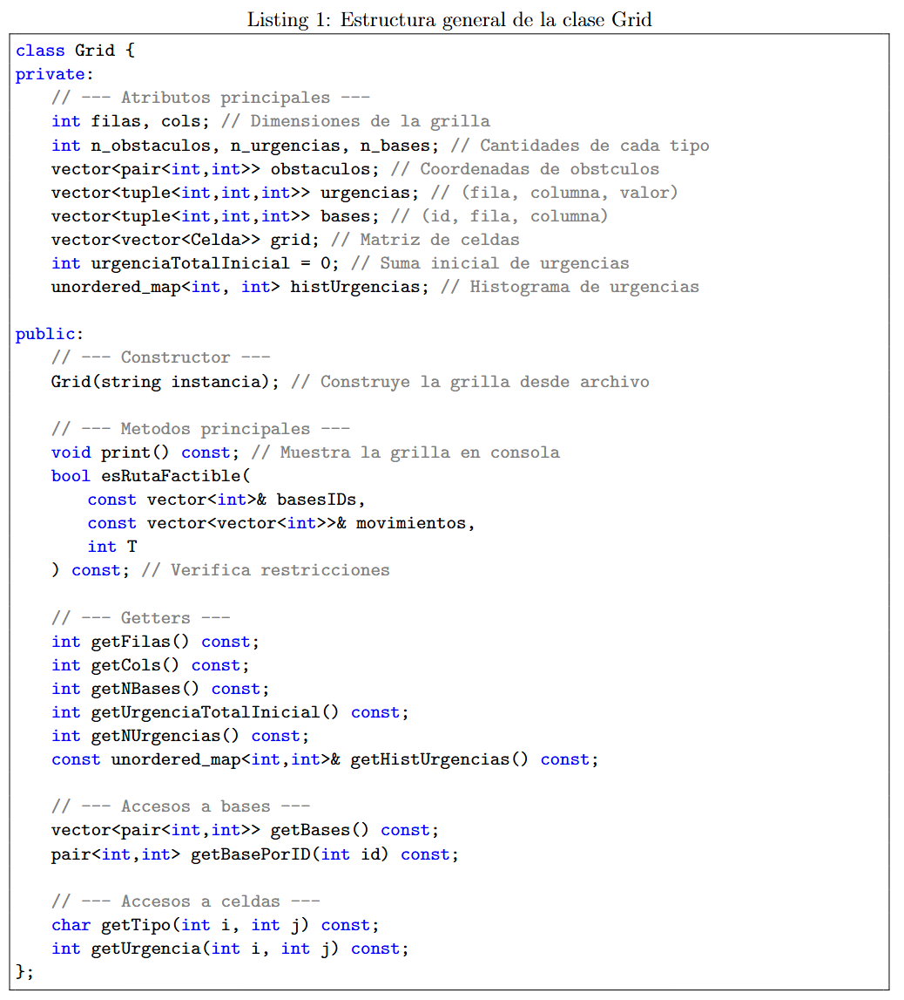 Listing 1: Estructura general de la clase Grid
class Grid {
private:
    // --- Atributos principales ---
    int filas, cols; // Dimensiones de la grilla
    int n_obstaculos, n_urgencias, n_bases; // Cantidades de cada tipo
    vector<pair<int,int>> obstaculos; // Coordenadas de obstculos
    vector<tuple<int,int,int>> urgencias; // (fila, columna, valor)
    vector<tuple<int,int,int>> bases; // (id, fila, columna)
    vector<vector<Celda>> grid; // Matriz de celdas
    int urgenciaTotalInicial = 0; // Suma inicial de urgencias
    unordered_map<int, int> histUrgencias; // Histograma de urgencias

public:
    // --- Constructor ---
    Grid(string instancia); // Construye la grilla desde archivo

    // --- Metodos principales ---
    void print() const; // Muestra la grilla en consola
    bool esRutaFactible(
        const vector<int>& basesIDs,
        const vector<vector<int>>& movimientos,
        int T
    ) const; // Verifica restricciones

    // --- Getters ---
    int getFilas() const;
    int getCols() const;
    int getNBases() const;
    int getUrgenciaTotalInicial() const;
    int getNUrgencias() const;
    const unordered_map<int,int>& getHistUrgencias() const;

    // --- Accesos a bases ---
    vector<pair<int,int>> getBases() const;
    pair<int,int> getBasePorID(int id) const;

    // --- Accesos a celdas ---
    char getTipo(int i, int j) const;
    int getUrgencia(int i, int j) const;
};